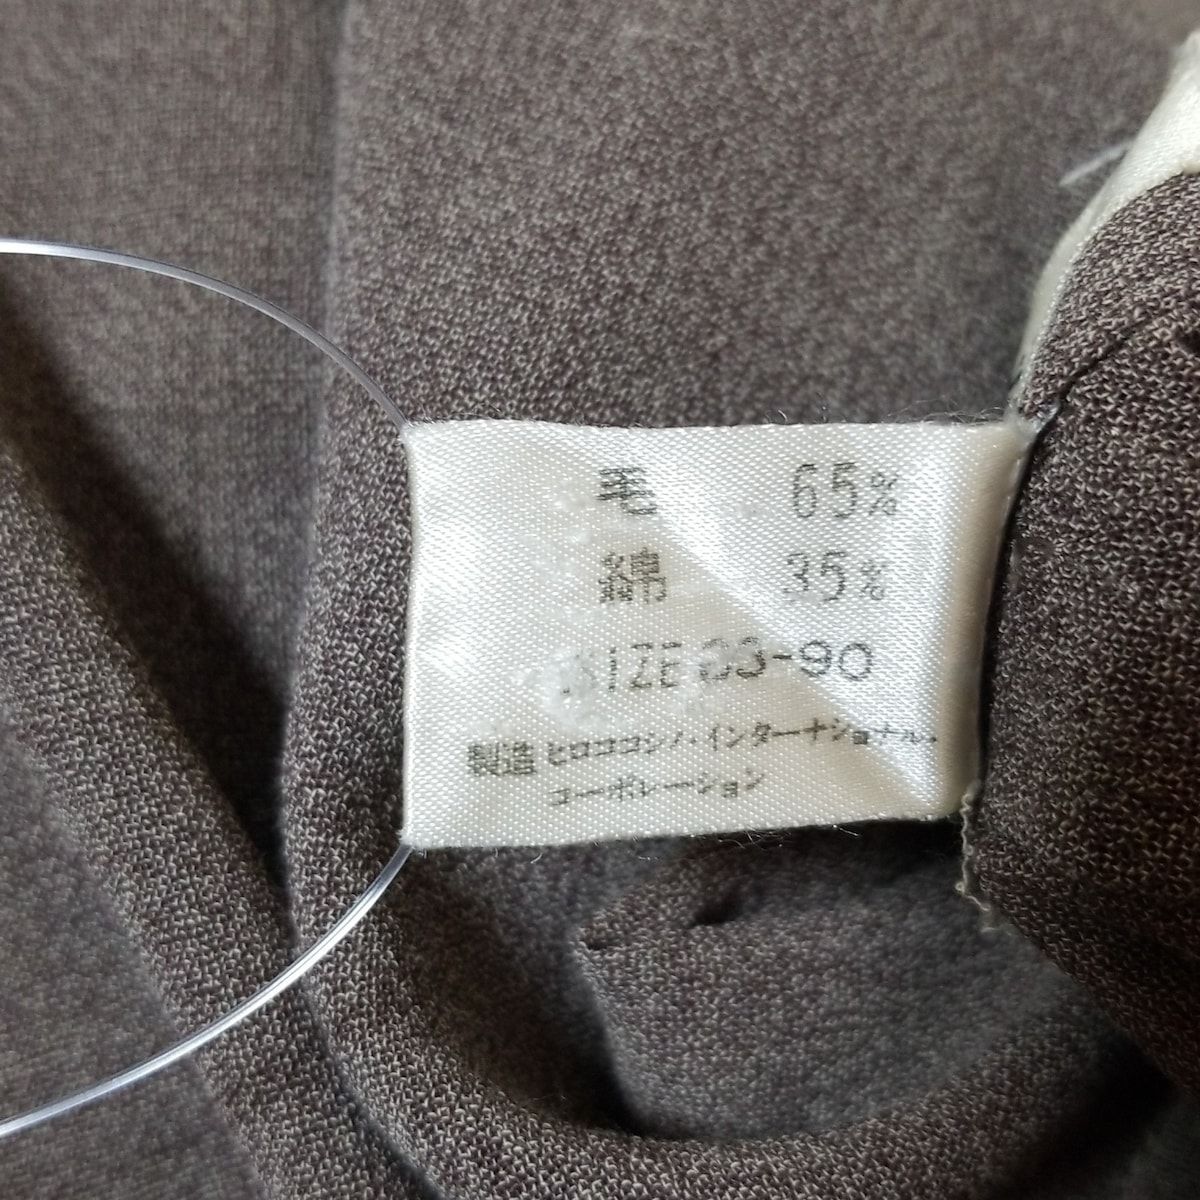 毛 65%
綿 35%
SIZE 63-90
製造 ヒロココシノ・インターナショナル・
コーポレーション